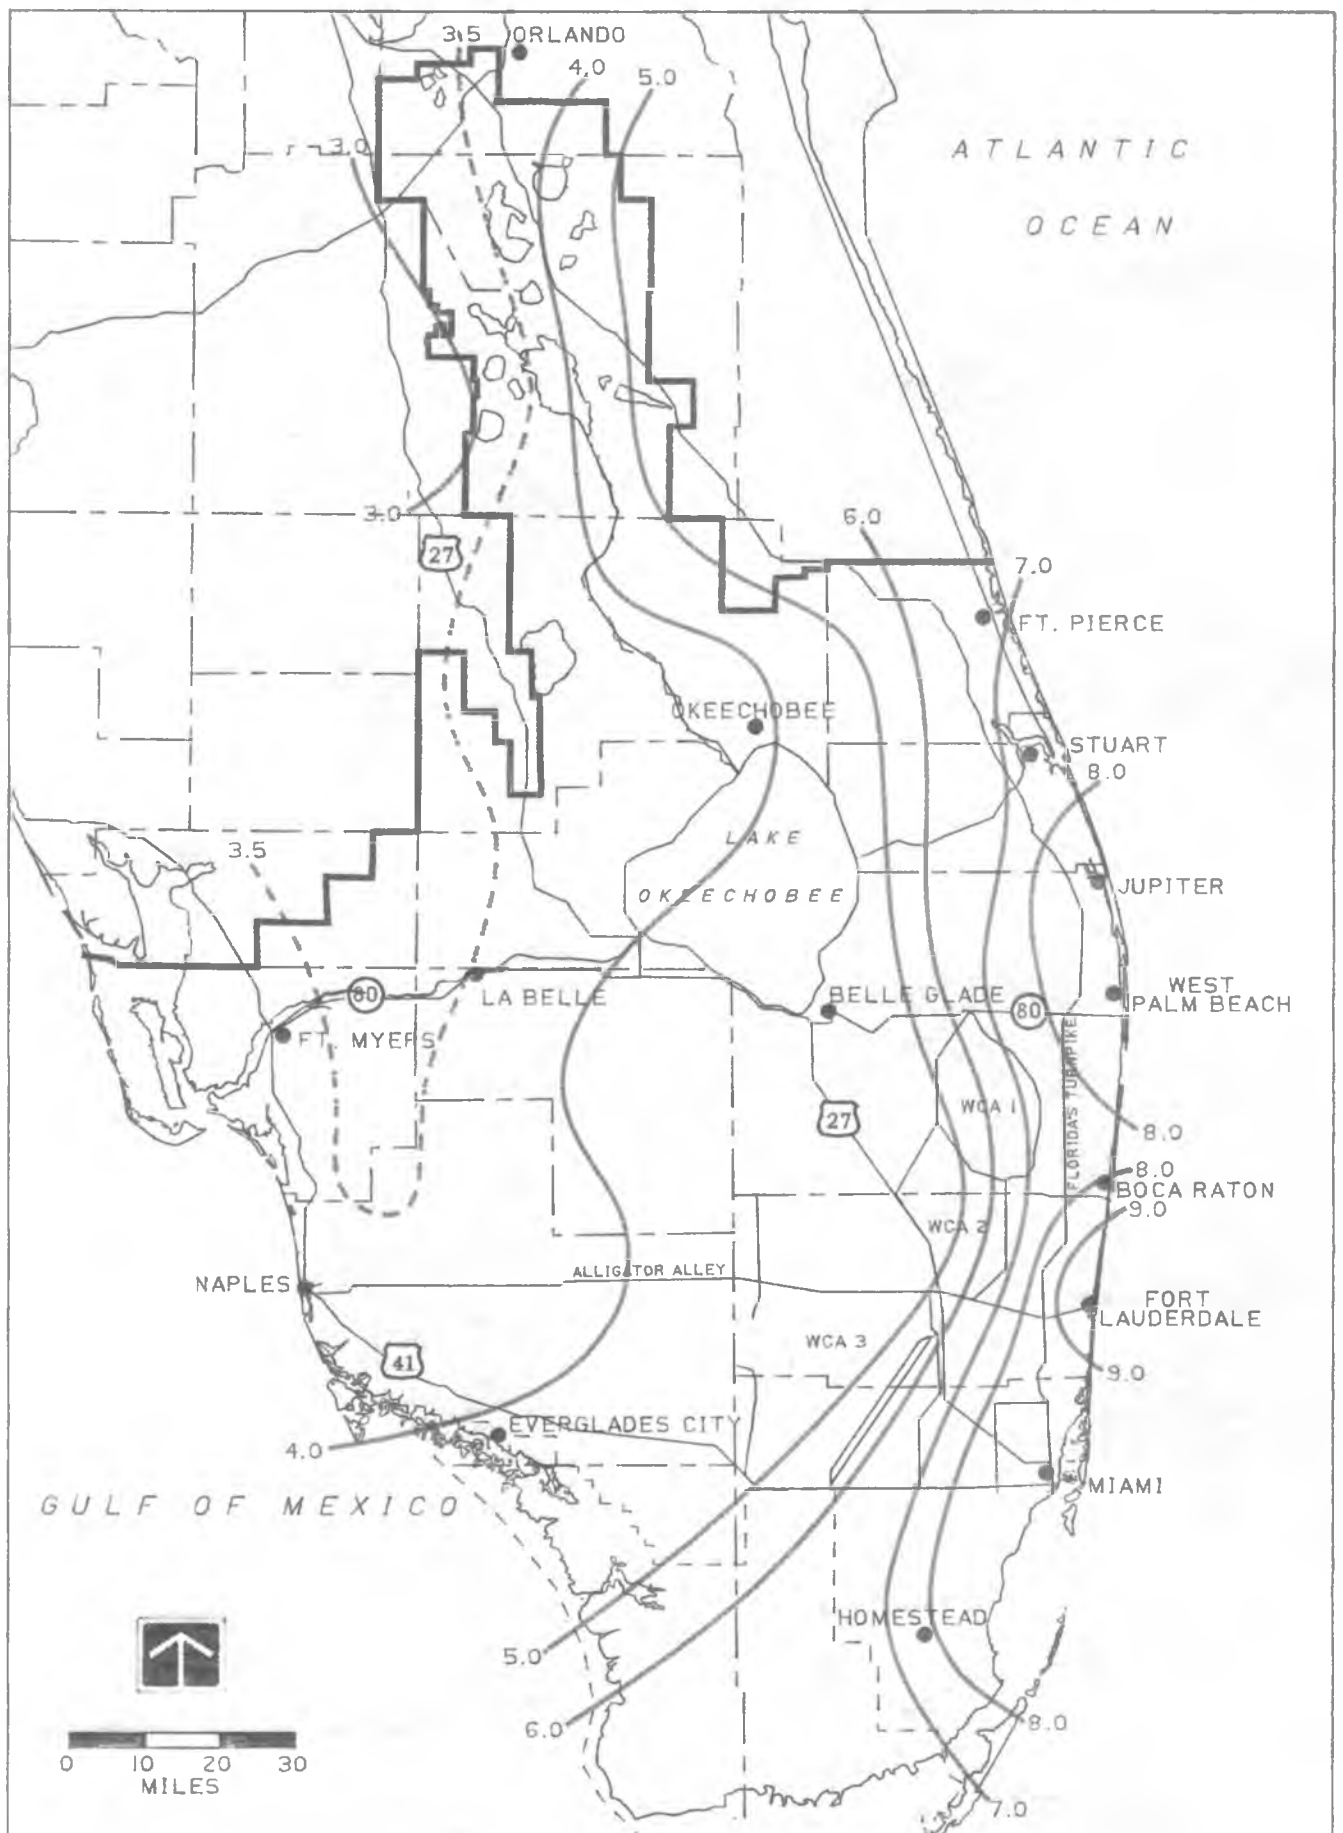 3.5 ORLANDO
4.0
5.0
3.0
ATLANTIC
OCEAN
3.0
6.0
27
7.0
FT. PIERCE
OKEECHOBEE
STUART
8.0
LAKE
3.5
OKEECHOBEE
JUPITER
LA BELLE
80
BELLE GLADE
80
WEST
PALM BEACH
FT. MYERS
FLORIDA'S TURNPIKE
27
WCA 1
8.0
8.0
BOCA RATON
9.0
WCA 2
NAPLES
ALLIGATOR ALLEY
FORT
LAUDERDALE
WCA 3
41
9.0
EVERGLADES CITY
4.0
MIAMI
GULF OF MEXICO
HOMESTEAD
5.0
6.0
8.0
7.0
0 10 20 30
MILES